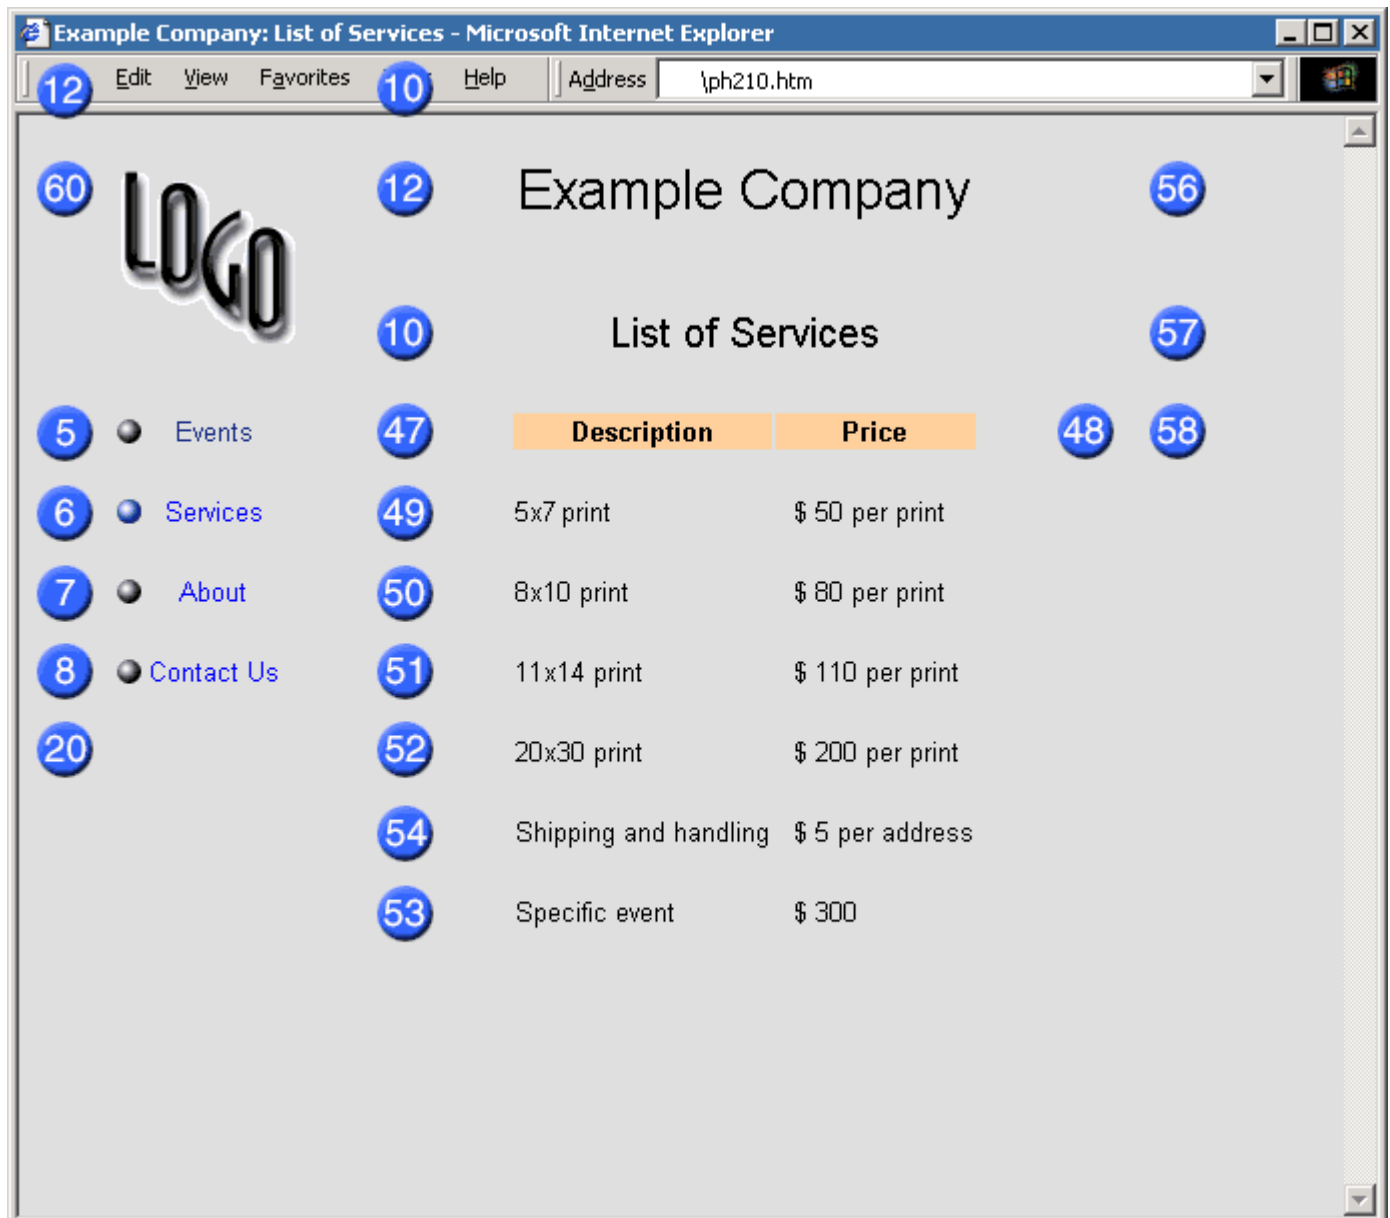 Example Company: List of Services - Microsoft Internet Explorer
12 Edit View Favorites 10 Help Address \ph210.htm
60 LOGO 12 Example Company 56
10 List of Services 57
5 Events 47 Description Price 48 58
6 Services 49 5x7 print $ 50 per print
7 About 50 8x10 print $ 80 per print
8 Contact Us 51 11x14 print $ 110 per print
20 52 20x30 print $ 200 per print
54 Shipping and handling $ 5 per address
53 Specific event $ 300